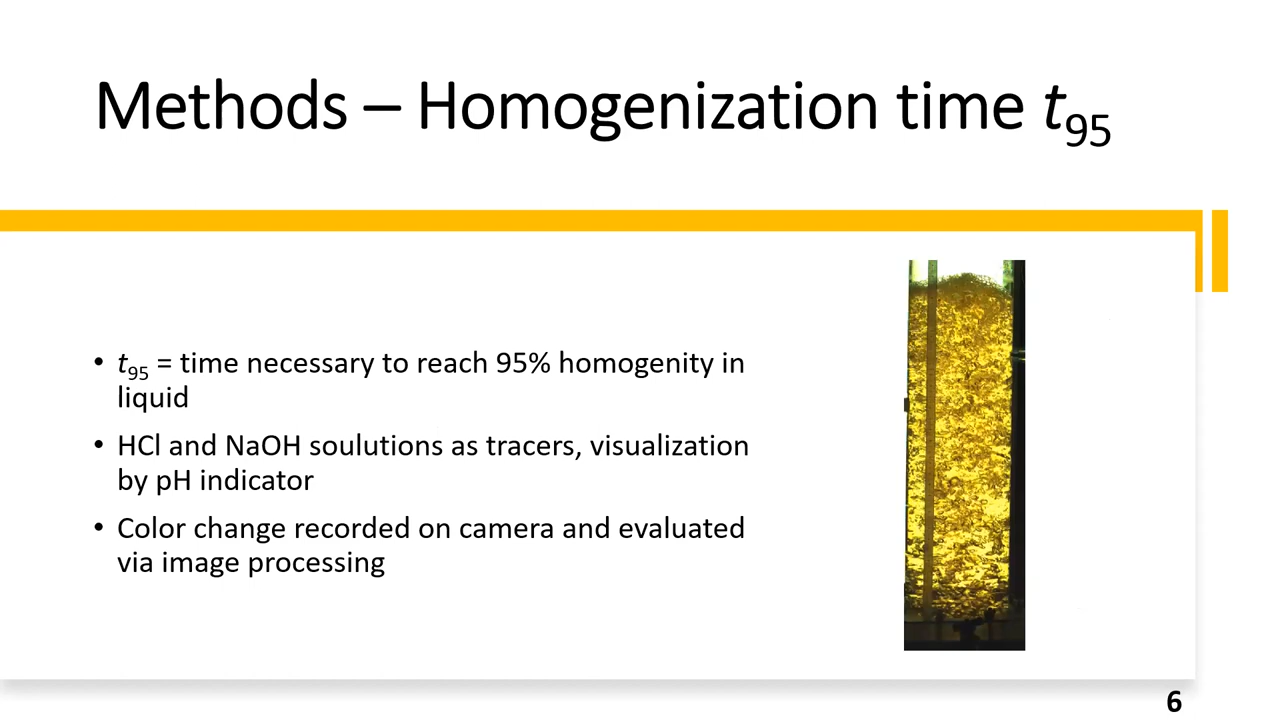 Methods – Homogenization time t95
• t95 = time necessary to reach 95% homogenity in
liquid
• HCl and NaOH soulutions as tracers, visualization
by pH indicator
• Color change recorded on camera and evaluated
via image processing
6